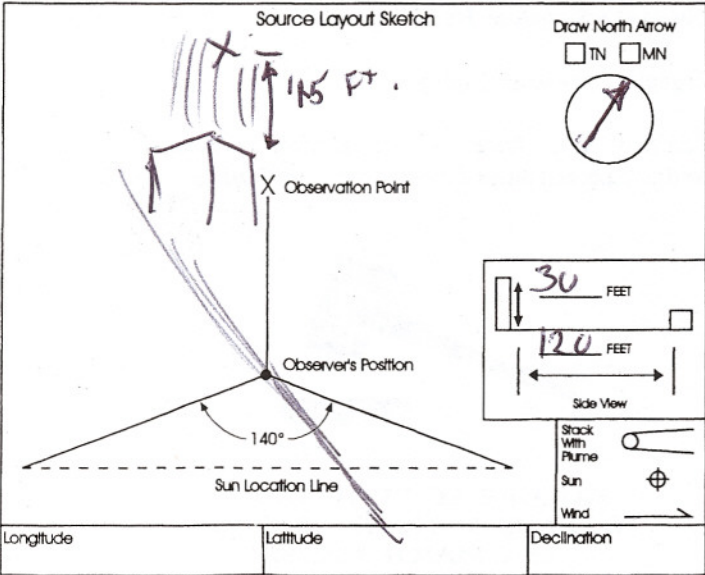 Source Layout Sketch
Draw North Arrow
TN MN
X
Ft.
X Observation Point
30 FEET
120 FEET
Side View
Observer's Position
140°
Sun Location Line
Stack With Plume
Sun
Wind
Longitude
Latitude
Declination